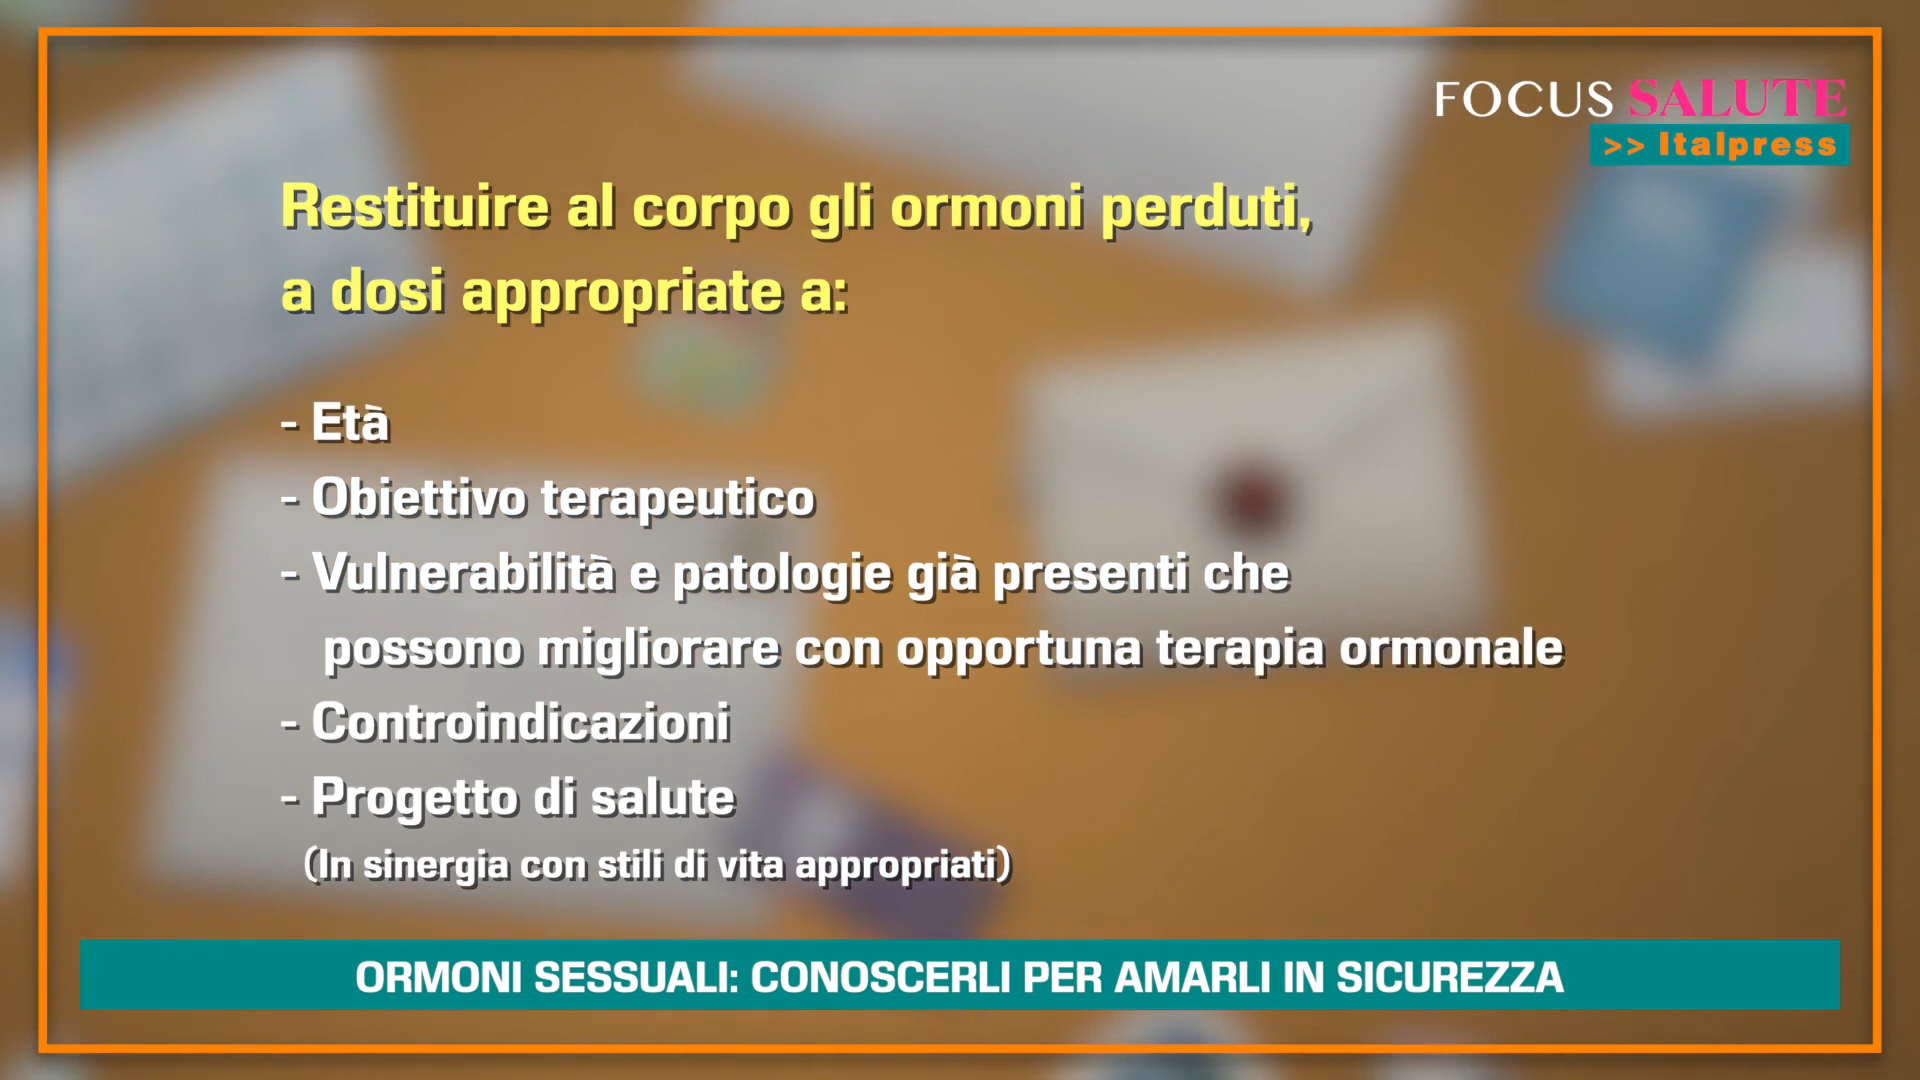 FOCUS SALUTE
>> Italpress
Restituire al corpo gli ormoni perduti,
a dosi appropriate a:
- Età
- Obiettivo terapeutico
- Vulnerabilità e patologie già presenti che
possono migliorare con opportuna terapia ormonale
- Controindicazioni
- Progetto di salute
(In sinergia con stili di vita appropriati)
ORMONI SESSUALI: CONOSCERLI PER AMARLI IN SICUREZZA